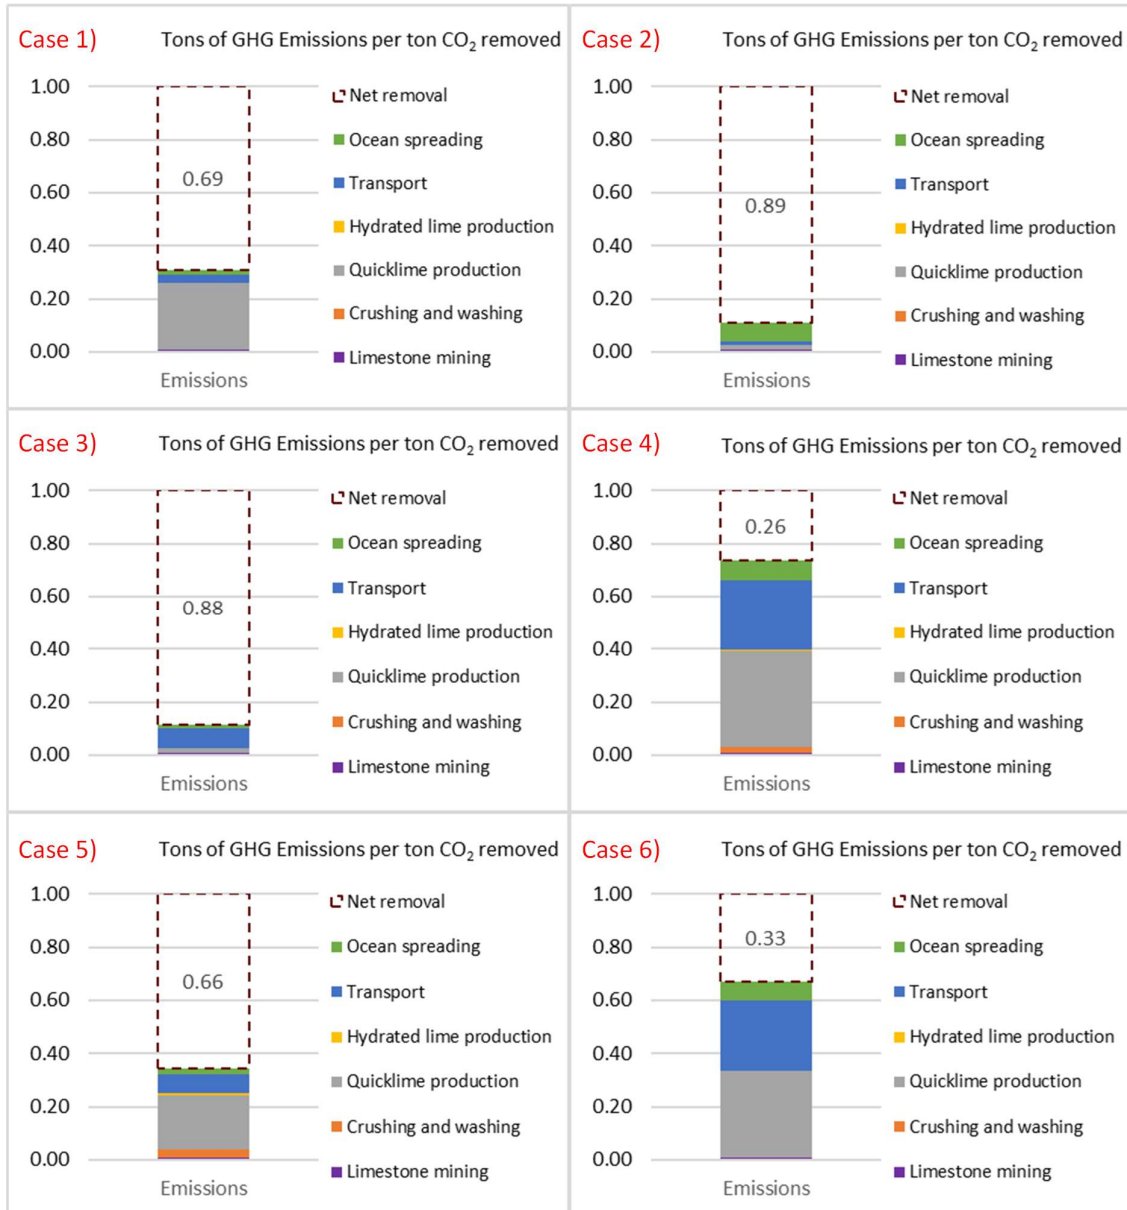 Case 1) Tons of GHG Emissions per ton CO₂ removed
1.00
0.80
0.60
0.40
0.20
0.00
0.69
Emissions
Net removal
Ocean spreading
Transport
Hydrated lime production
Quicklime production
Crushing and washing
Limestone mining
Case 2) Tons of GHG Emissions per ton CO₂ removed
1.00
0.80
0.60
0.40
0.20
0.00
0.89
Emissions
Net removal
Ocean spreading
Transport
Hydrated lime production
Quicklime production
Crushing and washing
Limestone mining
Case 3) Tons of GHG Emissions per ton CO₂ removed
1.00
0.80
0.60
0.40
0.20
0.00
0.88
Emissions
Net removal
Ocean spreading
Transport
Hydrated lime production
Quicklime production
Crushing and washing
Limestone mining
Case 4) Tons of GHG Emissions per ton CO₂ removed
1.00
0.80
0.60
0.40
0.20
0.00
0.26
Emissions
Net removal
Ocean spreading
Transport
Hydrated lime production
Quicklime production
Crushing and washing
Limestone mining
Case 5) Tons of GHG Emissions per ton CO₂ removed
1.00
0.80
0.60
0.40
0.20
0.00
0.66
Emissions
Net removal
Ocean spreading
Transport
Hydrated lime production
Quicklime production
Crushing and washing
Limestone mining
Case 6) Tons of GHG Emissions per ton CO₂ removed
1.00
0.80
0.60
0.40
0.20
0.00
0.33
Emissions
Net removal
Ocean spreading
Transport
Hydrated lime production
Quicklime production
Crushing and washing
Limestone mining